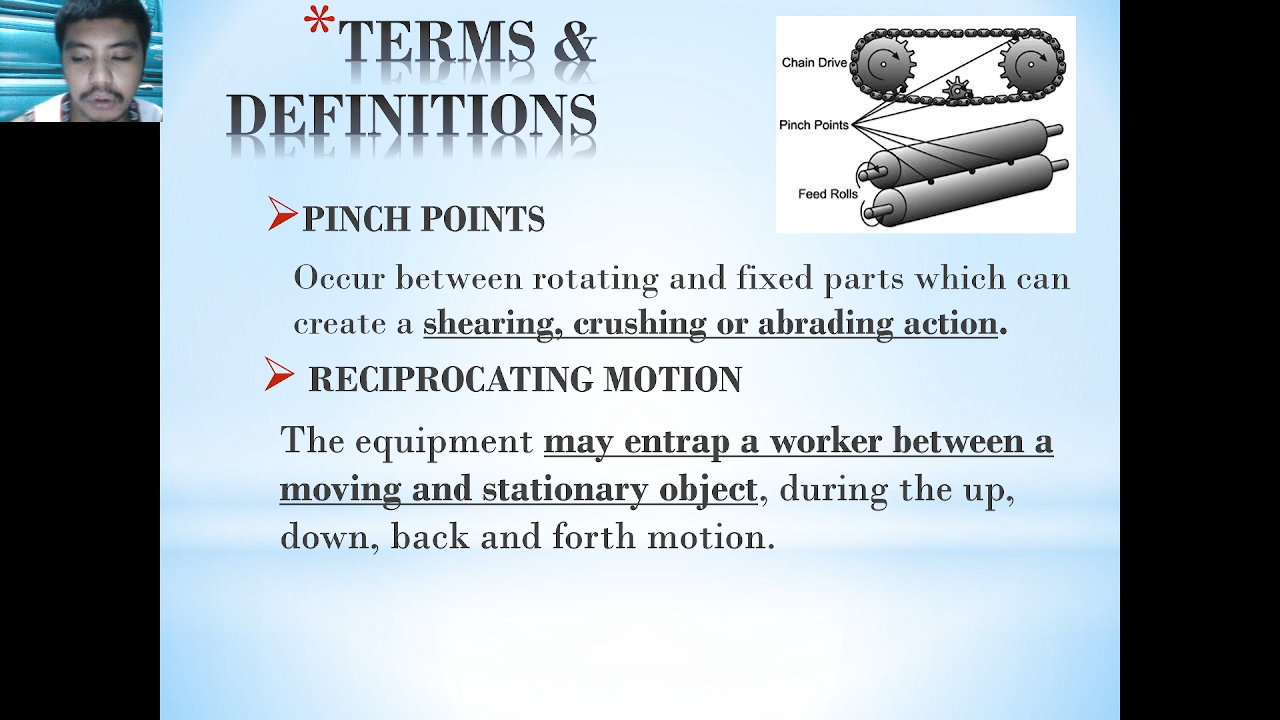 *TERMS &
DEFINITIONS
Chain Drive
Pinch Points
Feed Rolls
PINCH POINTS
Occur between rotating and fixed parts which can
create a shearing, crushing or abrading action.
RECIPROCATING MOTION
The equipment may entrap a worker between a
moving and stationary object, during the up,
down, back and forth motion.